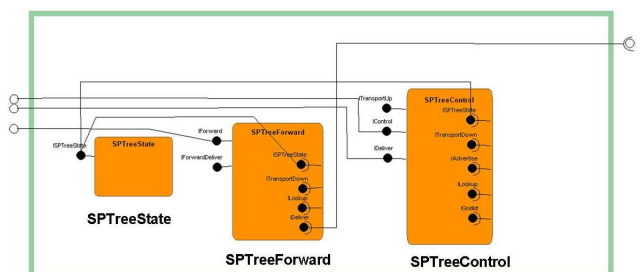 ITransportUp
SPTreeControl
ISPTreeState
IControl
ITransportDown
IDeliver
IAdvertise
ILookup
IGridId
SPTreeControl
IForward
SPTreeForward
IForwardDeliver
ISPTreeState
ITransportDown
ILookup
IDeliver
SPTreeForward
ISPTreeState
SPTreeState
SPTreeState